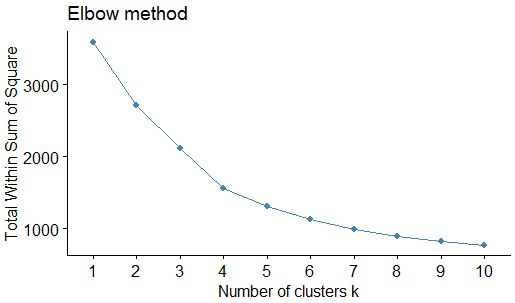 Elbow method
Total Within Sum of Square
3000
2000
1000
1 2 3 4 5 6 7 8 9 10
Number of clusters k